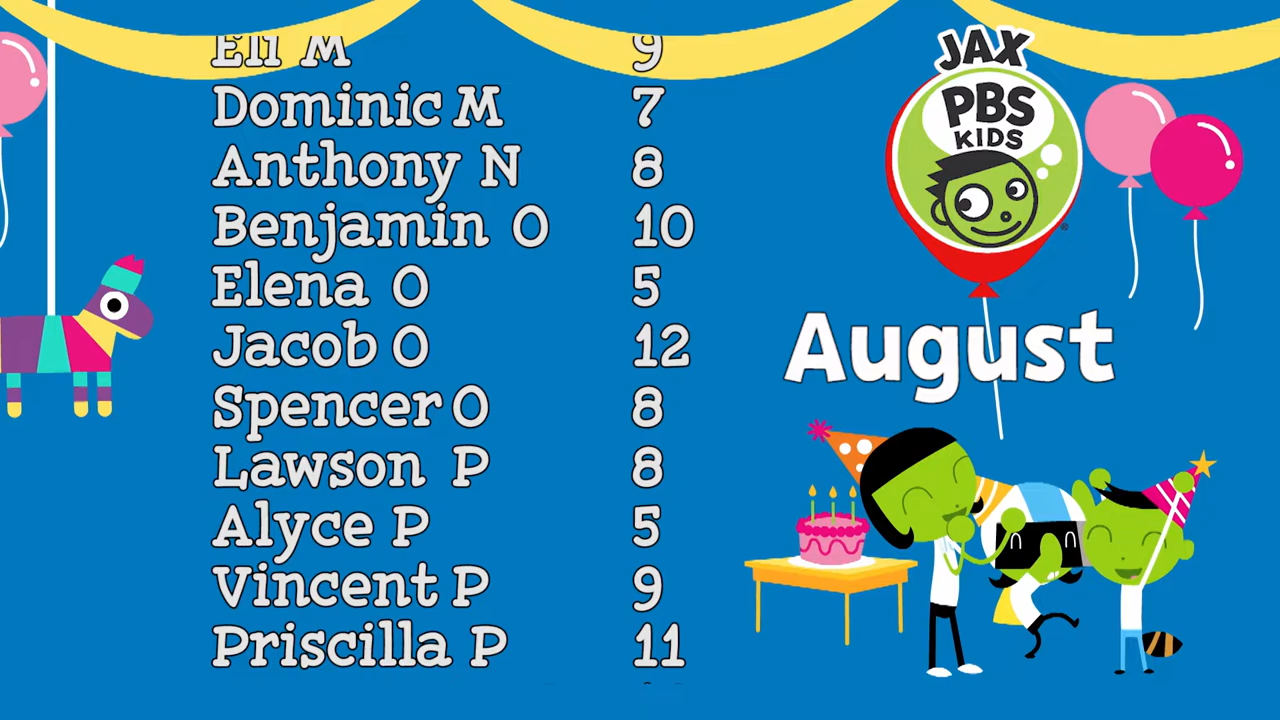 Eli M 9
Dominic M 7
Anthony N 8
Benjamin O 10
Elena O 5
Jacob O 12
Spencer O 8
Lawson P 8
Alyce P 5
Vincent P 9
Priscilla P 11
JAX
PBS
KIDS
August